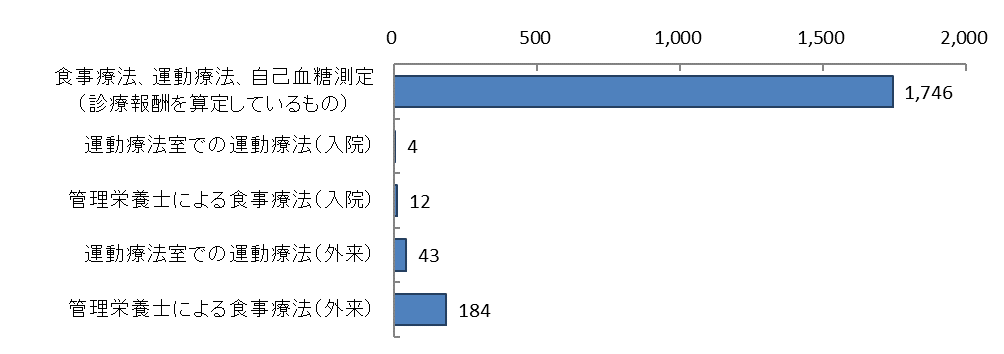 0 500 1,000 1,500 2,000
食事療法、運動療法、自己血糖測定
（診療報酬を算定しているもの） 1,746
運動療法室での運動療法（入院） 4
管理栄養士による食事療法（入院） 12
運動療法室での運動療法（外来） 43
管理栄養士による食事療法（外来） 184